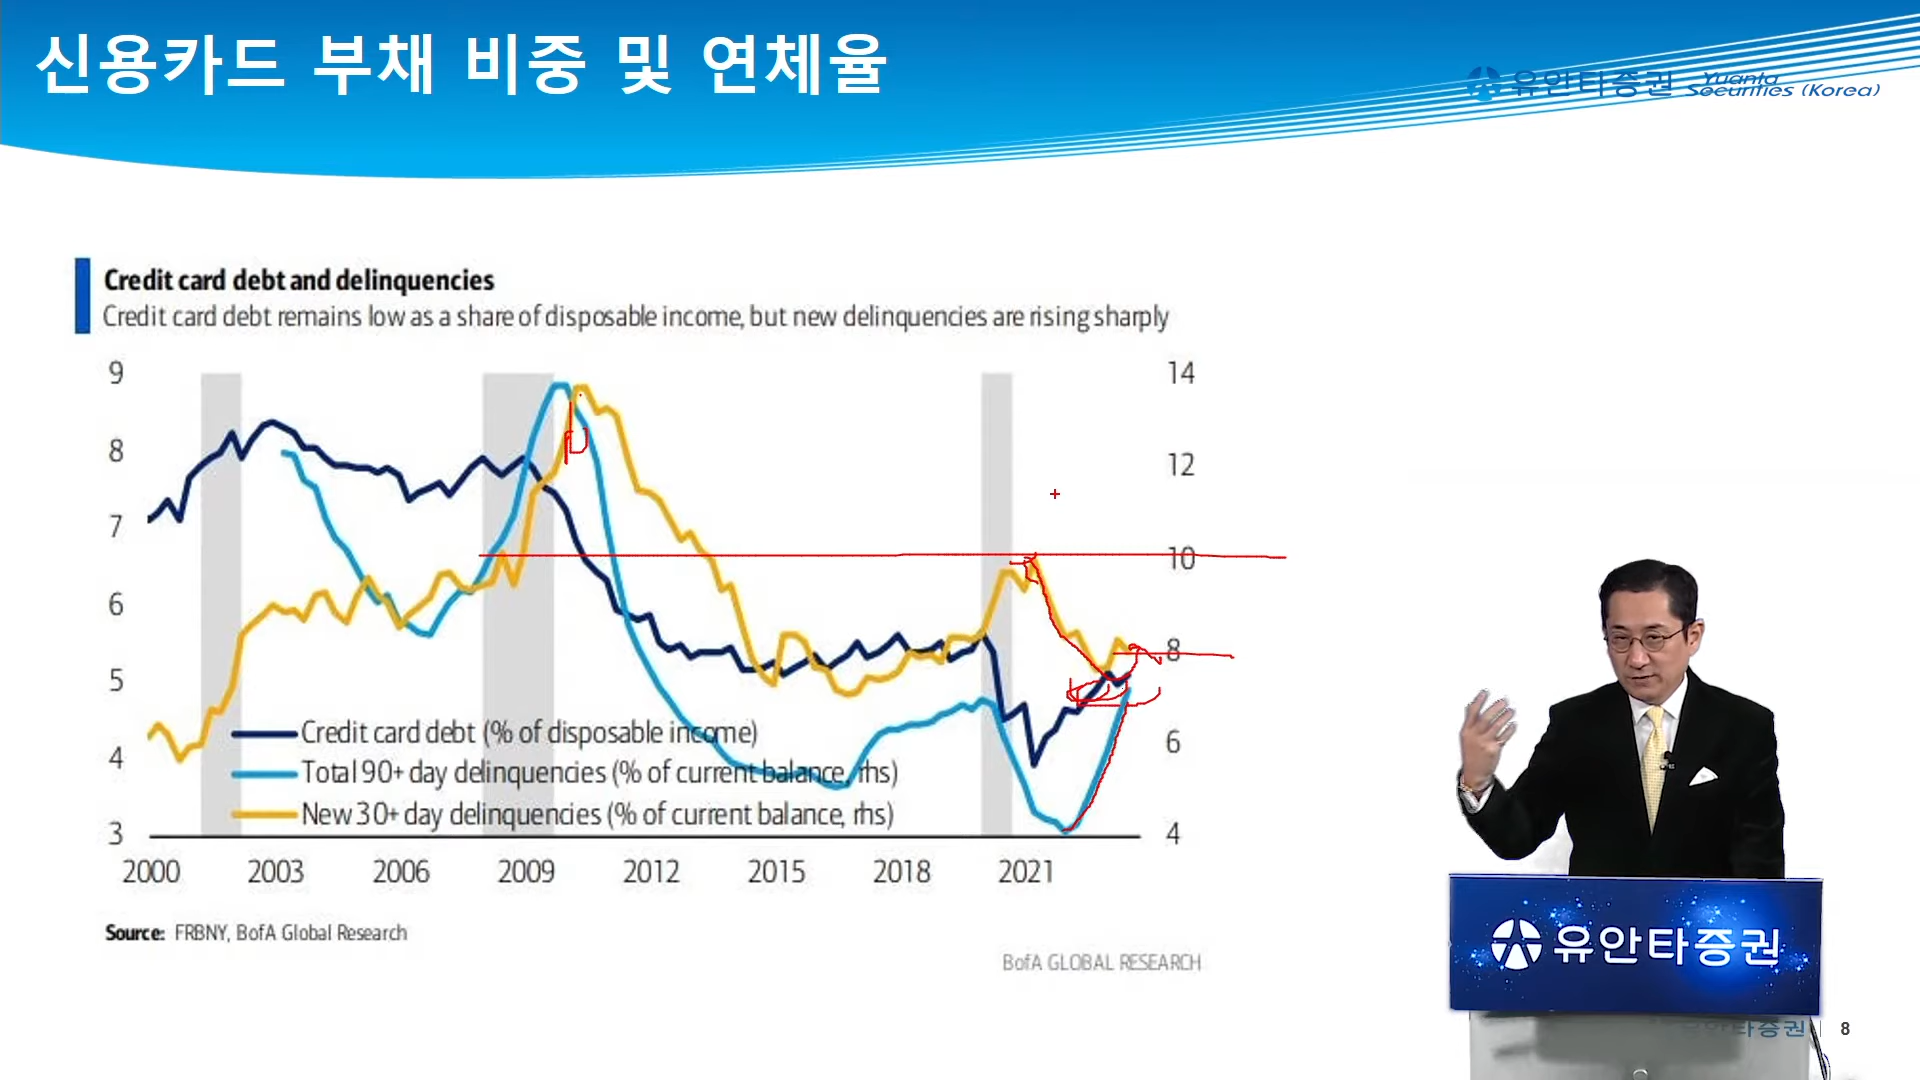 신용카드 부채 비중 및 연체율
유안타증권 Yuanta Securities (Korea)
Credit card debt and delinquencies
Credit card debt remains low as a share of disposable income, but new delinquencies are rising sharply
9
8
7
6
5
4
3
14
12
10
8
6
4
Credit card debt (% of disposable income)
Total 90+ day delinquencies (% of current balance, rhs)
New 30+ day delinquencies (% of current balance, rhs)
2000 2003 2006 2009 2012 2015 2018 2021
Source: FRBNY, BofA Global Research
BofA GLOBAL RESEARCH
유안타증권
유안타증권 8